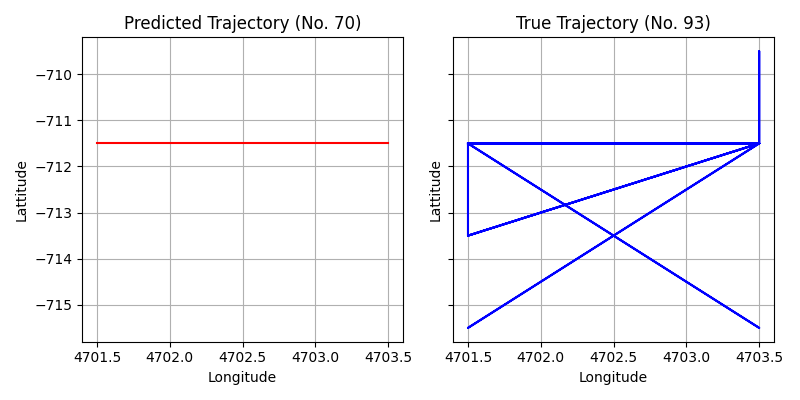 Predicted Trajectory (No. 70)
Lattitude
−710
−711
−712
−713
−714
−715
4701.5 4702.0 4702.5 4703.0 4703.5
Longitude
True Trajectory (No. 93)
Lattitude
4701.5 4702.0 4702.5 4703.0 4703.5
Longitude